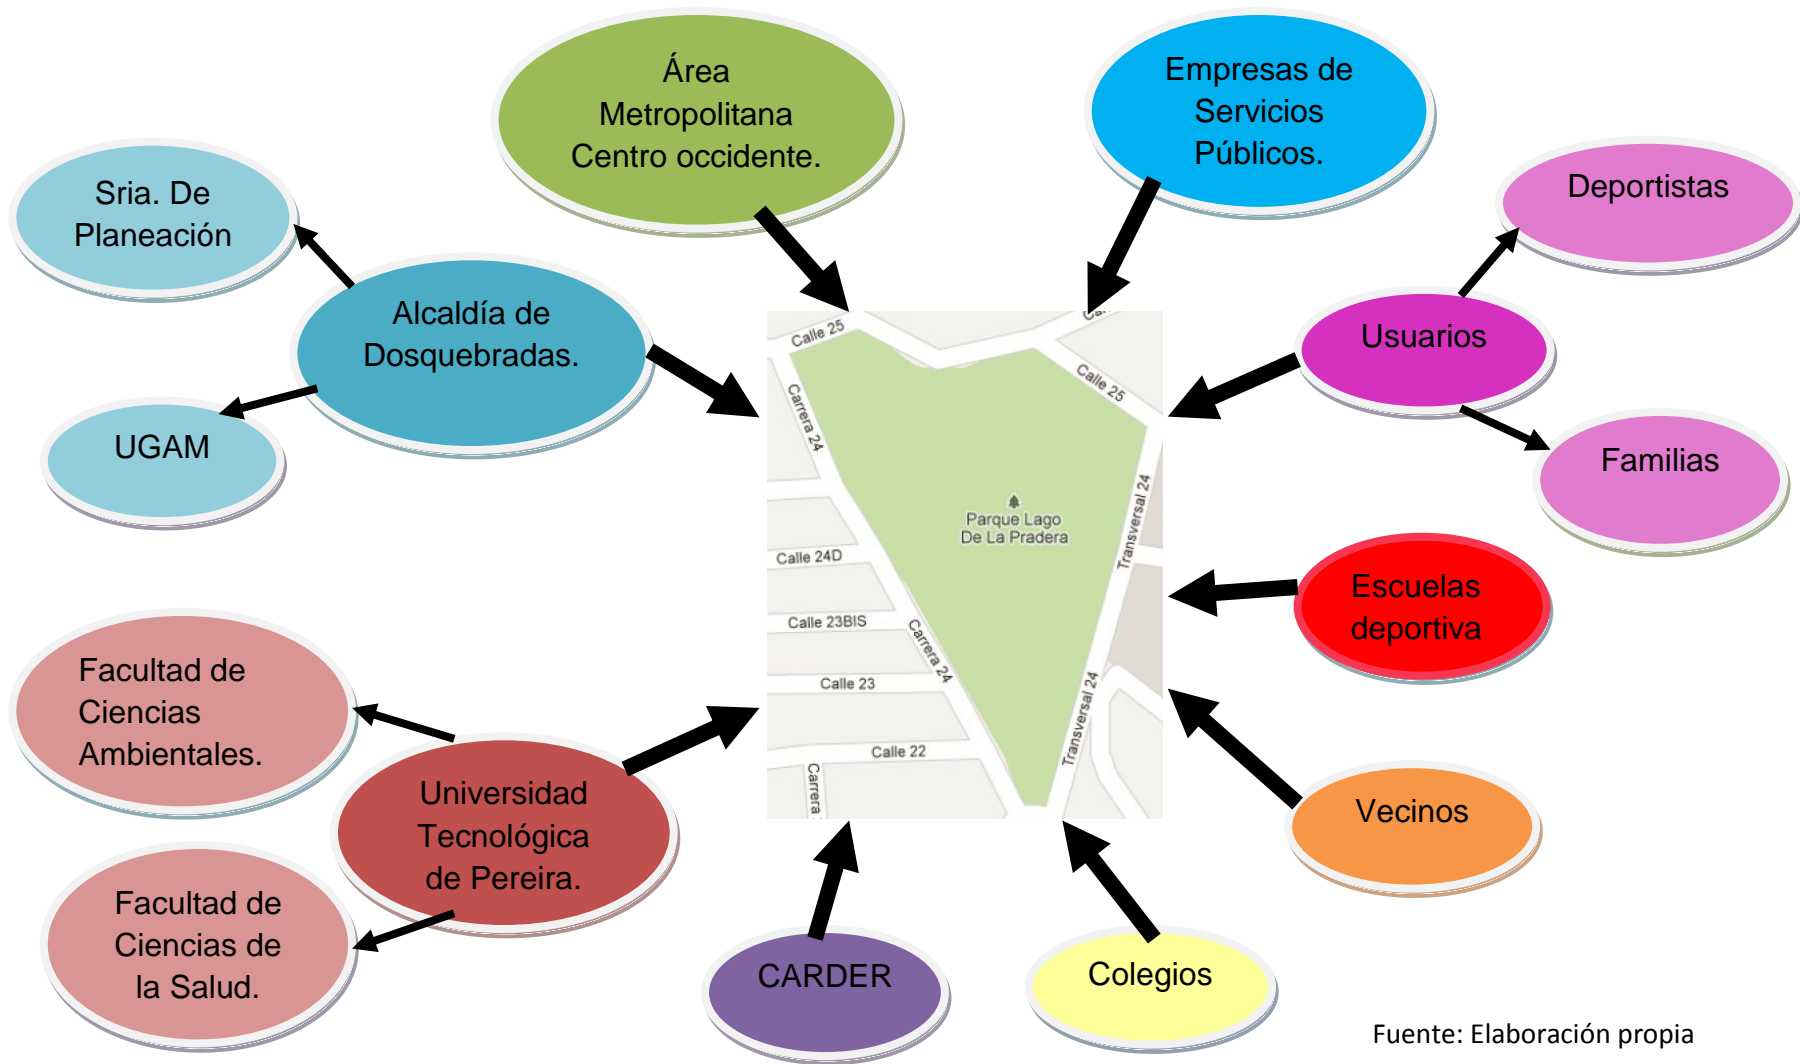 Área
Metropolitana
Centro occidente.
Empresas de
Servicios
Públicos.
Sria. De
Planeación
Deportistas
Alcaldía de
Dosquebradas.
Usuarios
UGAM
Familias
Calle 25
Calle 25
Carrera 24
Parque Lago
De La Pradera
Transversal 24
Calle 24D
Calle 23BIS
Carrera 24
Calle 23
Transversal 24
Calle 22
Carrera
Escuelas
deportiva
Facultad de
Ciencias
Ambientales.
Universidad
Tecnológica
de Pereira.
Vecinos
Facultad de
Ciencias de
la Salud.
CARDER
Colegios
Fuente: Elaboración propia